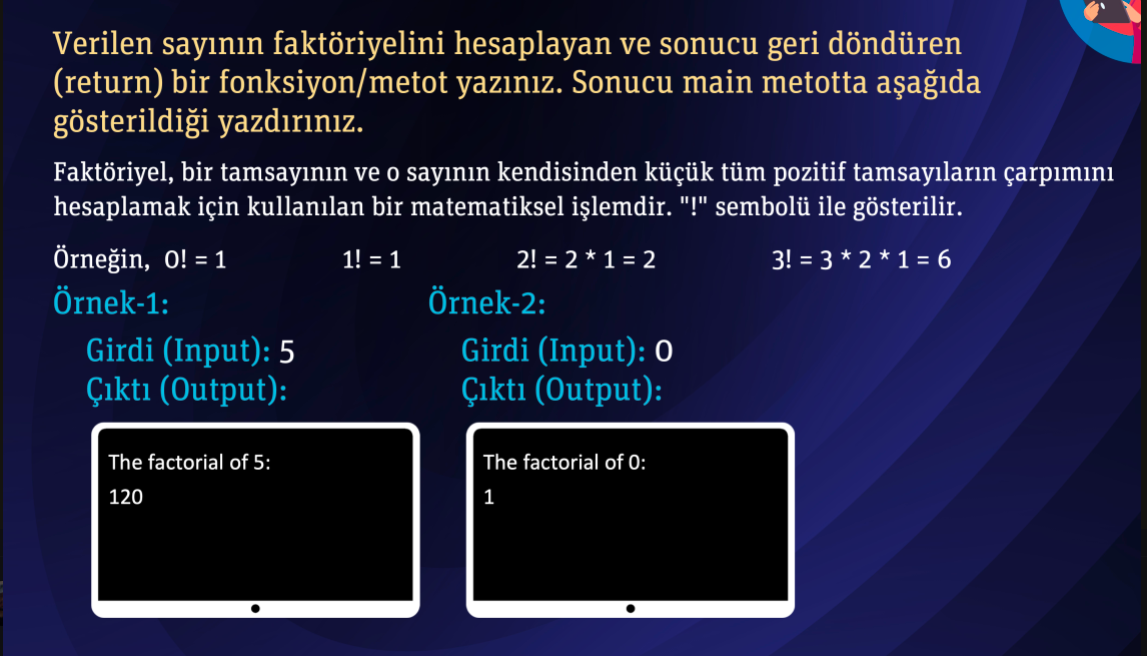 Verilen sayının faktöriyelini hesaplayan ve sonucu geri döndüren
(return) bir fonksiyon/metot yazınız. Sonucu main metotta aşağıda
gösterildiği yazdırınız.
Faktöriyel, bir tamsayının ve o sayının kendisinden küçük tüm pozitif tamsayıların çarpımını
hesaplamak için kullanılan bir matematiksel işlemdir. "!" sembolü ile gösterilir.
Örneğin, 0! = 1 1! = 1 2! = 2 * 1 = 2 3! = 3 * 2 * 1 = 6
Örnek-1:
Girdi (Input): 5
Çıktı (Output):
The factorial of 5:
120
Örnek-2:
Girdi (Input): 0
Çıktı (Output):
The factorial of 0:
1